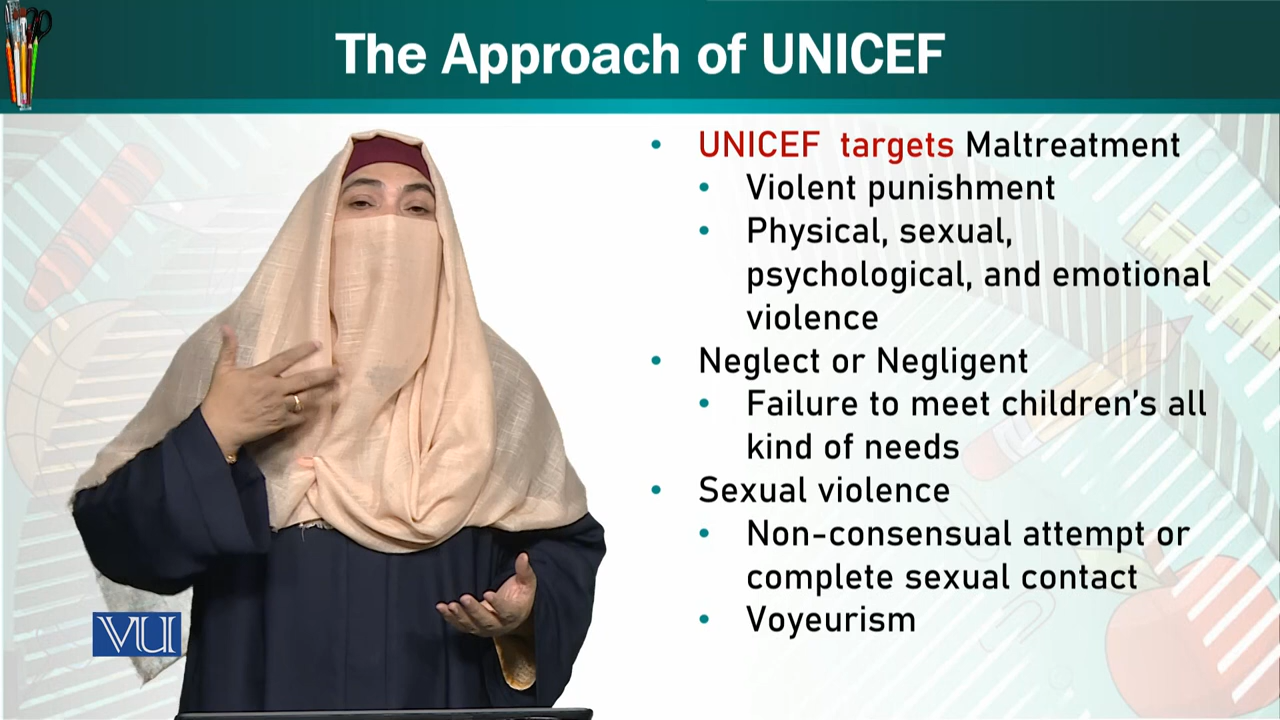 The Approach of UNICEF
• UNICEF targets Maltreatment
• Violent punishment
• Physical, sexual,
psychological, and emotional
violence
• Neglect or Negligent
• Failure to meet children’s all
kind of needs
• Sexual violence
• Non-consensual attempt or
complete sexual contact
• Voyeurism
VU